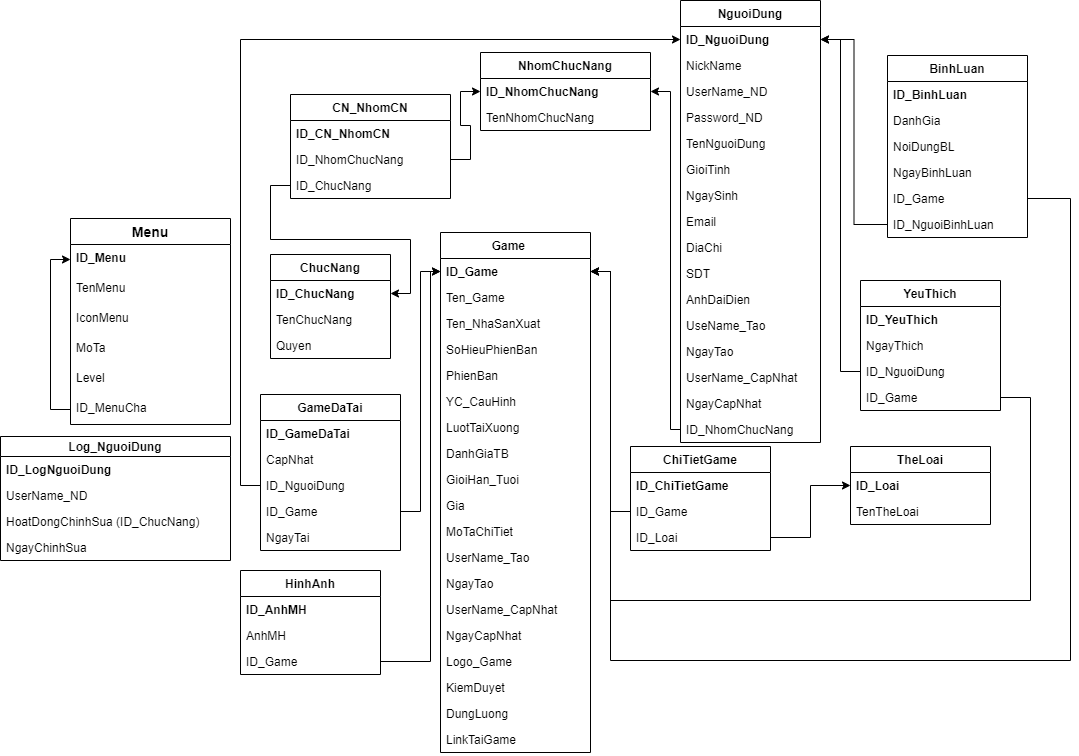 NguoiDung
ID_NguoiDung
NickName
UserName_ND
Password_ND
TenNguoiDung
GioiTinh
NgaySinh
Email
DiaChi
SDT
AnhDaiDien
UseName_Tao
NgayTao
UserName_CapNhat
NgayCapNhat
ID_NhomChucNang
NhomChucNang
ID_NhomChucNang
TenNhomChucNang
BinhLuan
ID_BinhLuan
DanhGia
NoiDungBL
NgayBinhLuan
ID_Game
ID_NguoiBinhLuan
CN_NhomCN
ID_CN_NhomCN
ID_NhomChucNang
ID_ChucNang
Menu
ID_Menu
TenMenu
IconMenu
MoTa
Level
ID_MenuCha
Game
ID_Game
Ten_Game
Ten_NhaSanXuat
SoHieuPhienBan
PhienBan
YC_CauHinh
LuotTaiXuong
DanhGiaTB
GioiHan_Tuoi
Gia
MoTaChiTiet
UserName_Tao
NgayTao
UserName_CapNhat
NgayCapNhat
Logo_Game
KiemDuyet
DungLuong
LinkTaiGame
ChucNang
ID_ChucNang
TenChucNang
Quyen
YeuThich
ID_YeuThich
NgayThich
ID_NguoiDung
ID_Game
GameDaTai
ID_GameDaTai
CapNhat
ID_NguoiDung
ID_Game
NgayTai
Log_NguoiDung
ID_LogNguoiDung
UserName_ND
HoatDongChinhSua (ID_ChucNang)
NgayChinhSua
ChiTietGame
ID_ChiTietGame
ID_Game
ID_Loai
TheLoai
ID_Loai
TenTheLoai
HinhAnh
ID_AnhMH
AnhMH
ID_Game